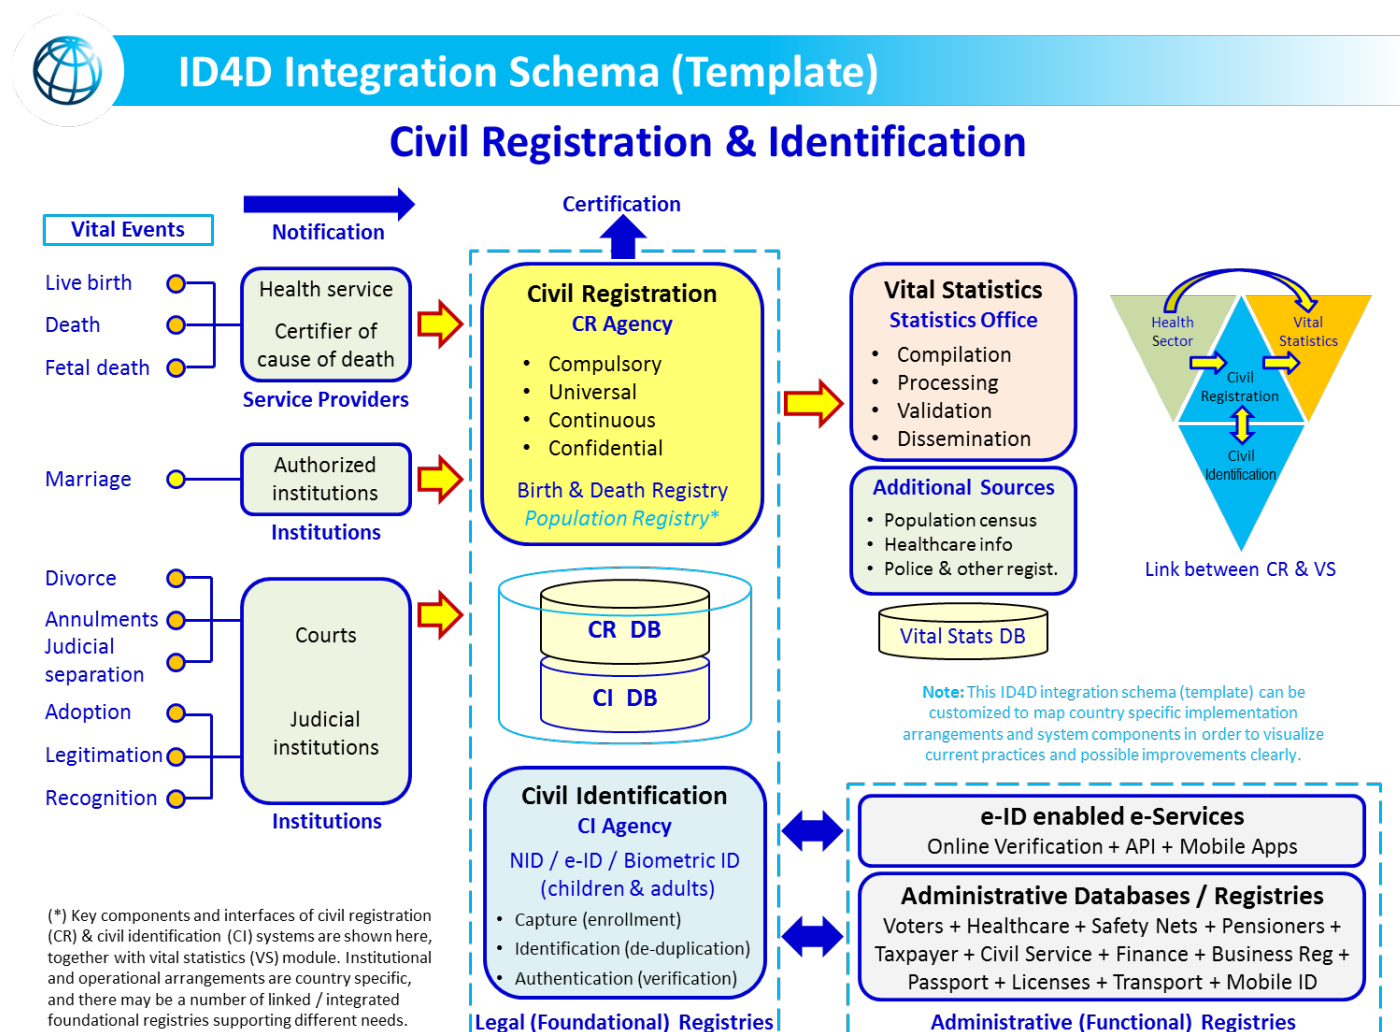 ID4D Integration Schema (Template)
Civil Registration & Identification
Vital Events
Notification
Certification
Live birth
Death
Fetal death
Health service
Certifier of
cause of death
Service Providers
Marriage
Authorized
institutions
Institutions
Divorce
Annulments
Judicial
separation
Adoption
Legitimation
Recognition
Courts
Judicial
institutions
Institutions
(*) Key components and interfaces of civil registration
(CR) & civil identification (CI) systems are shown here,
together with vital statistics (VS) module. Institutional
and operational arrangements are country specific,
and there may be a number of linked / integrated
foundational registries supporting different needs.
Civil Registration
CR Agency
• Compulsory
• Universal
• Continuous
• Confidential
Birth & Death Registry
Population Registry*
CR DB
CI DB
Civil Identification
CI Agency
NID / e-ID / Biometric ID
(children & adults)
• Capture (enrollment)
• Identification (de-duplication)
• Authentication (verification)
Legal (Foundational) Registries
Vital Statistics
Statistics Office
• Compilation
• Processing
• Validation
• Dissemination
Additional Sources
• Population census
• Healthcare info
• Police & other regist.
Vital Stats DB
Health
Sector
Vital
Statistics
Civil
Registration
Civil
Identification
Link between CR & VS
Note: This ID4D integration schema (template) can be
customized to map country specific implementation
arrangements and system components in order to visualize
current practices and possible improvements clearly.
e-ID enabled e-Services
Online Verification + API + Mobile Apps
Administrative Databases / Registries
Voters + Healthcare + Safety Nets + Pensioners +
Taxpayer + Civil Service + Finance + Business Reg +
Passport + Licenses + Transport + Mobile ID
Administrative (Functional) Registries